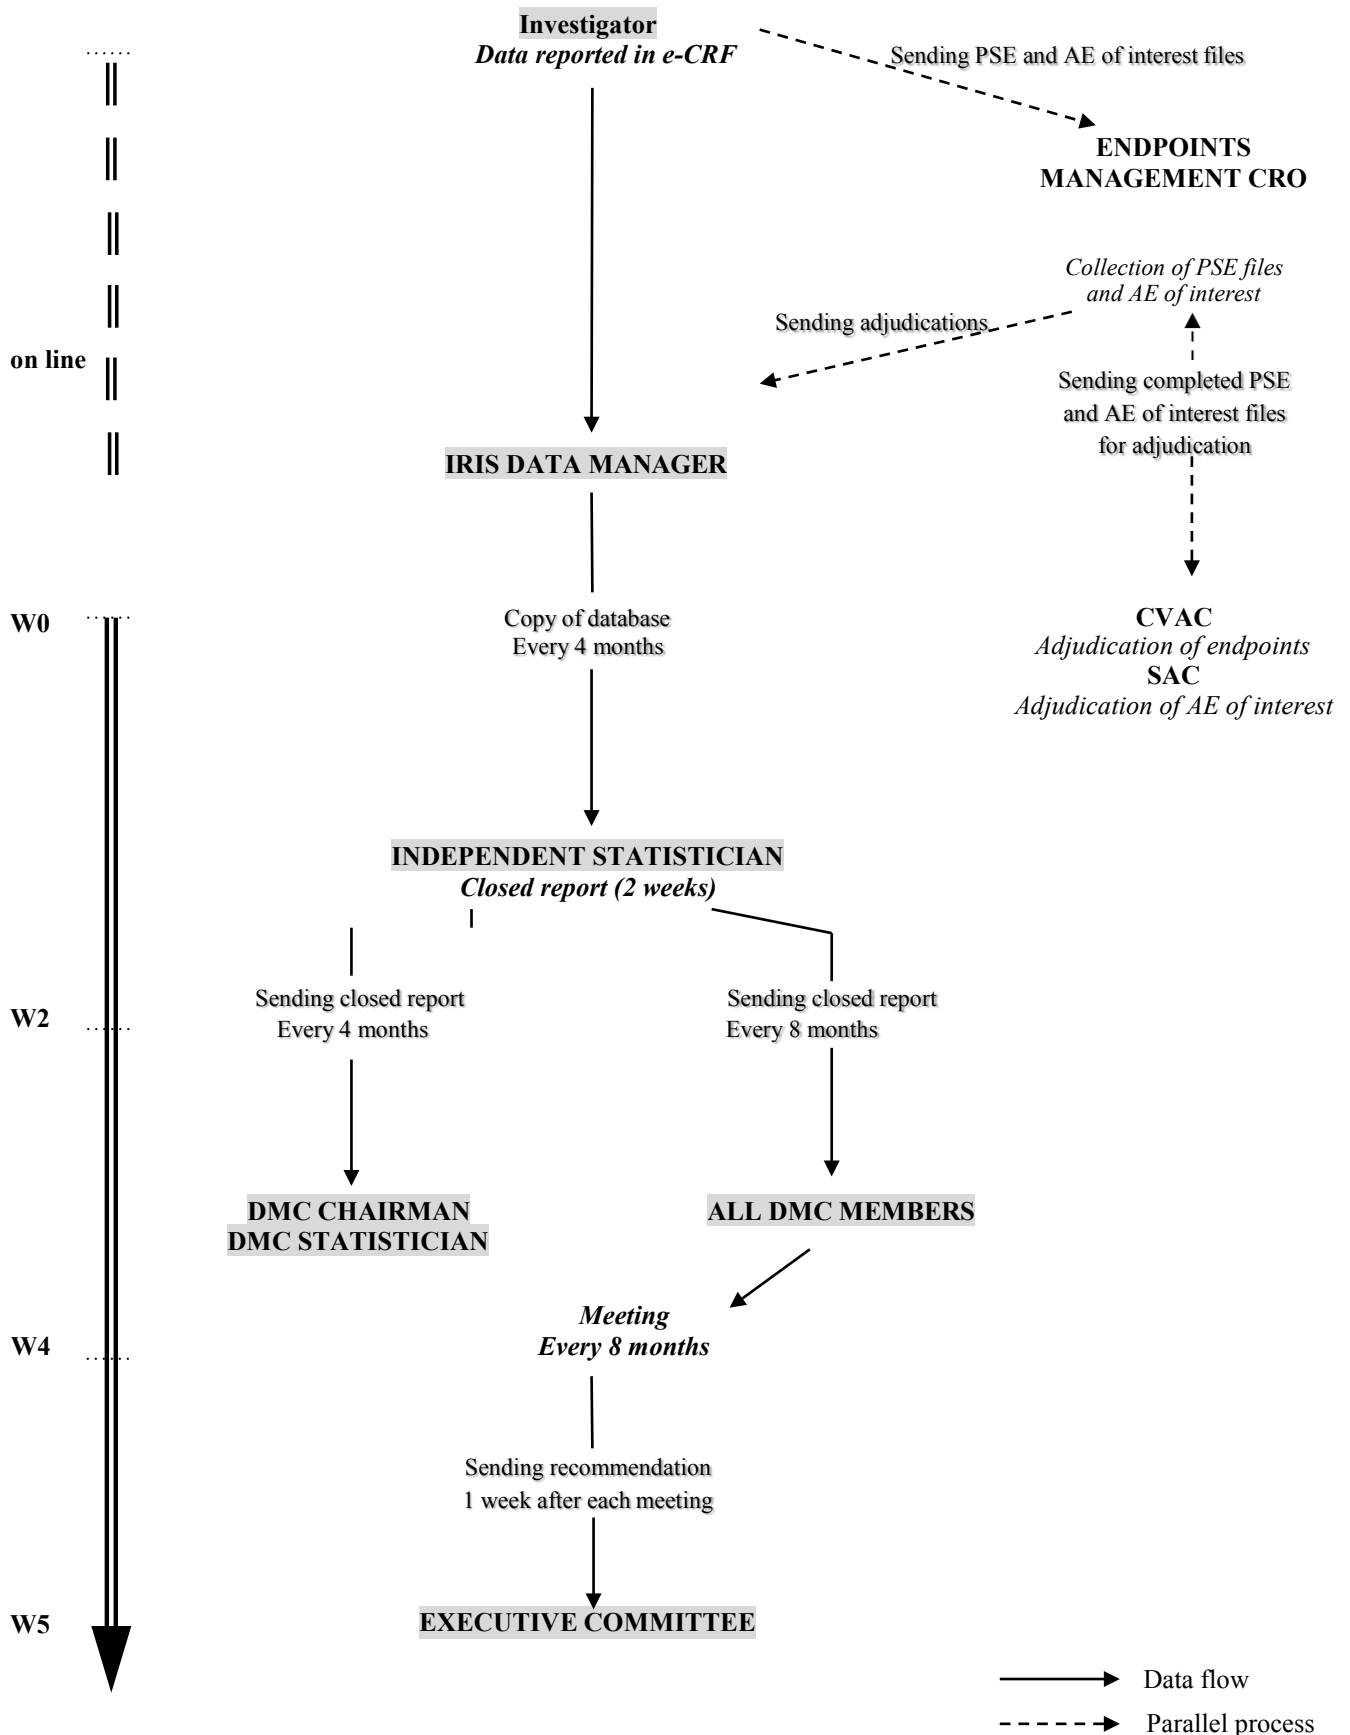 Investigator
Data reported in e-CRF
Sending PSE and AE of interest files
ENDPOINTS
MANAGEMENT CRO
Collection of PSE files
and AE of interest
Sending adjudications
on line
Sending completed PSE
and AE of interest files
for adjudication
IRIS DATA MANAGER
W0
Copy of database
Every 4 months
CVAC
Adjudication of endpoints
SAC
Adjudication of AE of interest
INDEPENDENT STATISTICIAN
Closed report (2 weeks)
W2
Sending closed report
Every 4 months
Sending closed report
Every 8 months
DMC CHAIRMAN
DMC STATISTICIAN
ALL DMC MEMBERS
Meeting
Every 8 months
W4
Sending recommendation
1 week after each meeting
W5
EXECUTIVE COMMITTEE
Data flow
Parallel process